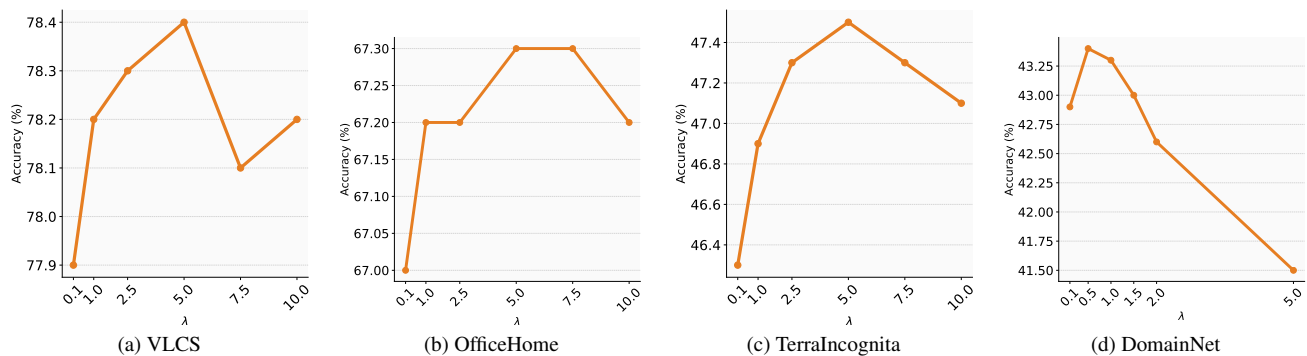 78.4
78.3
78.2
78.1
78.0
77.9
Accuracy (%)
0.1 1.0 2.5 5.0 7.5 10.0
λ
(a) VLCS
67.30
67.25
67.20
67.15
67.10
67.05
67.00
Accuracy (%)
0.1 1.0 2.5 5.0 7.5 10.0
λ
(b) OfficeHome
47.4
47.2
47.0
46.8
46.6
46.4
Accuracy (%)
0.1 1.0 2.5 5.0 7.5 10.0
λ
(c) TerraIncognita
43.25
43.00
42.75
42.50
42.25
42.00
41.75
41.50
Accuracy (%)
0.1 0.5 1.0 1.5 2.0 5.0
λ
(d) DomainNet